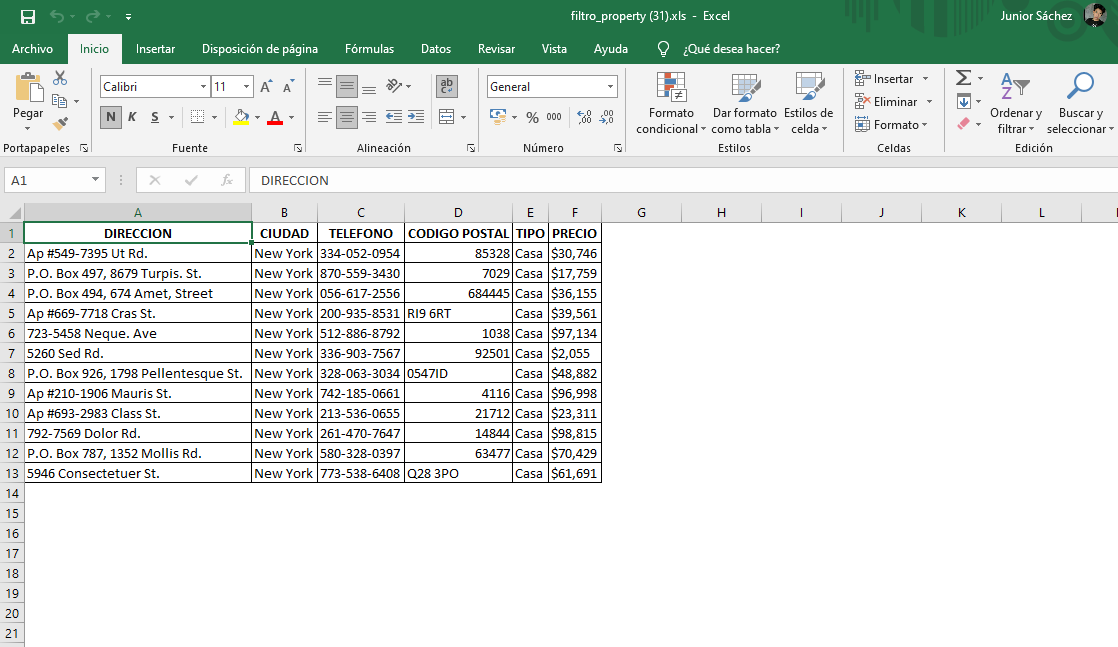 filtro_property (31).xls - Excel
Junior Sáchez
Archivo Inicio Insertar Disposición de página Fórmulas Datos Revisar Vista Ayuda ¿Qué desea hacer?
Pegar
Calibri 11
N K S
ab
General
% 000
Formato condicional
Dar formato como tabla
Estilos de celda
Insertar
Eliminar
Formato
Ordenar y filtrar
Buscar y seleccionar
Portapapeles Fuente Alineación Número Estilos Celdas Edición
A1 fx DIRECCION
A B C D E F G H I J K L
1 DIRECCION CIUDAD TELEFONO CODIGO POSTAL TIPO PRECIO
2 Ap #549-7395 Ut Rd. New York 334-052-0954 85328 Casa $30,746
3 P.O. Box 497, 8679 Turpis. St. New York 870-559-3430 7029 Casa $17,759
4 P.O. Box 494, 674 Amet, Street New York 056-617-2556 684445 Casa $36,155
5 Ap #669-7718 Cras St. New York 200-935-8531 RI9 6RT Casa $39,561
6 723-5458 Neque. Ave New York 512-886-8792 1038 Casa $97,134
7 5260 Sed Rd. New York 336-903-7567 92501 Casa $2,055
8 P.O. Box 926, 1798 Pellentesque St. New York 328-063-3034 0547ID Casa $48,882
9 Ap #210-1906 Mauris St. New York 742-185-0661 4116 Casa $96,998
10 Ap #693-2983 Class St. New York 213-536-0655 21712 Casa $23,311
11 792-7569 Dolor Rd. New York 261-470-7647 14844 Casa $98,815
12 P.O. Box 787, 1352 Mollis Rd. New York 580-328-0397 63477 Casa $70,429
13 5946 Consectetuer St. New York 773-538-6408 Q28 3PO Casa $61,691
14
15
16
17
18
19
20
21